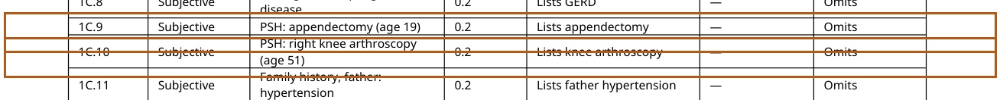 1C.8 Subjective disease 0.2 Lists GERD — Omits
1C.9 Subjective PSH: appendectomy (age 19) 0.2 Lists appendectomy — Omits
PSH: right knee arthroscopy
1C.10 Subjective 0.2 Lists knee arthroscopy — Omits
(age 51)
Family history, father:
1C.11 Subjective 0.2 Lists father hypertension — Omits
hypertension